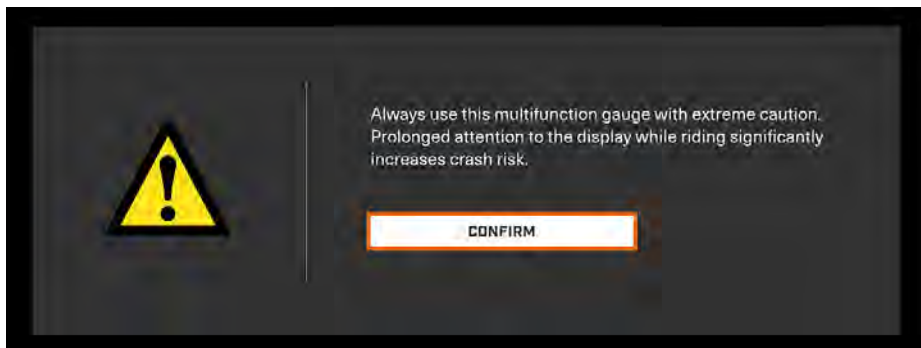 Always use this multifunction gauge with extreme caution.
Prolonged attention to the display while riding significantly
increases crash risk.
CONFIRM